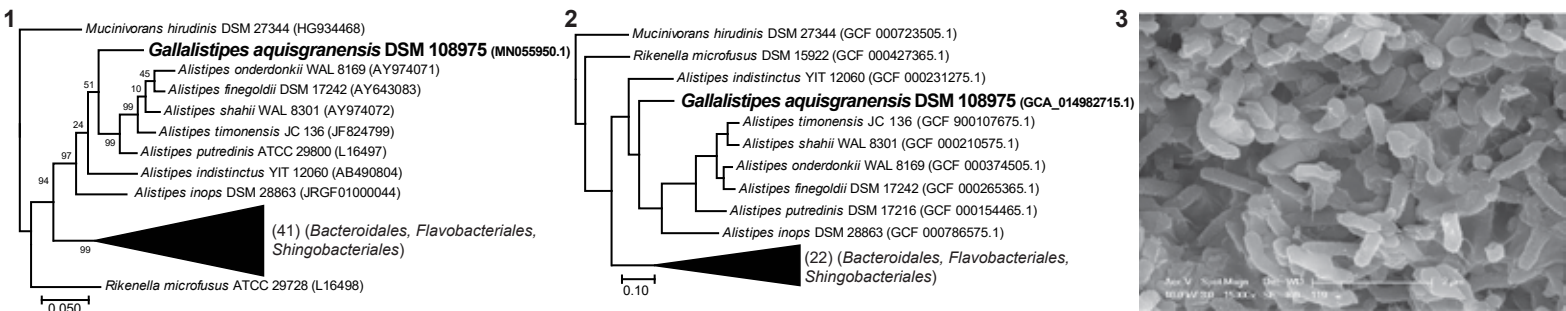 1
Mucinivorans hirudinis DSM 27344 (HG934468)
Gallalistipes aquisgranensis DSM 108975 (MN055950.1)
45
Alistipes onderdonkii WAL 8169 (AY974071)
51
10
Alistipes finegoldii DSM 17242 (AY643083)
99
Alistipes shahii WAL 8301 (AY974072)
24
Alistipes timonensis JC 136 (JF824799)
99
Alistipes putredinis ATCC 29800 (L16497)
97
Alistipes indistinctus YIT 12060 (AB490804)
94
Alistipes inops DSM 28863 (JRGF01000044)
(41) (Bacteroidales, Flavobacteriales,
Shingobacteriales)
99
Rikenella microfusus ATCC 29728 (L16498)
0.050
2
Mucinivorans hirudinis DSM 27344 (GCF 000723505.1)
Rikenella microfusus DSM 15922 (GCF 000427365.1)
Alistipes indistinctus YIT 12060 (GCF 000231275.1)
Gallalistipes aquisgranensis DSM 108975 (GCA_014982715.1)
Alistipes timonensis JC 136 (GCF 900107675.1)
Alistipes shahii WAL 8301 (GCF 000210575.1)
Alistipes onderdonkii WAL 8169 (GCF 000374505.1)
Alistipes finegoldii DSM 17242 (GCF 000265365.1)
Alistipes putredinis DSM 17216 (GCF 000154465.1)
Alistipes inops DSM 28863 (GCF 000786575.1)
(22) (Bacteroidales, Flavobacteriales,
Shingobacteriales)
0.10
3
Acc.V Spot Magn Det WD